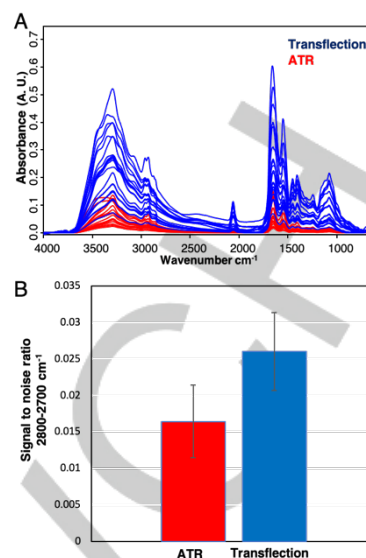 A
Transflection
ATR
Absorbance (A. U.)
0.7
0.6
0.5
0.4
0.3
0.2
0.1
0.0
4000 3500 3000 2500 2000 1500 1000
Wavenumber cm-1
B
Signal to noise ratio
2800-2700 cm-1
0.035
0.03
0.025
0.02
0.015
0.01
0.005
0
ATR Transflection